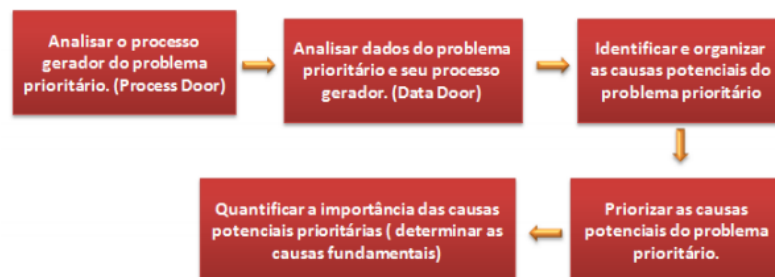 Analisar o processo
gerador do problema
prioritário. (Process Door)
Analisar dados do problema
prioritário e seu processo
gerador. (Data Door)
Identificar e organizar
as causas potenciais do
problema prioritário
Priorizar as causas
potenciais do problema
prioritário.
Quantificar a importância das causas
potenciais prioritárias ( determinar as
causas fundamentais)